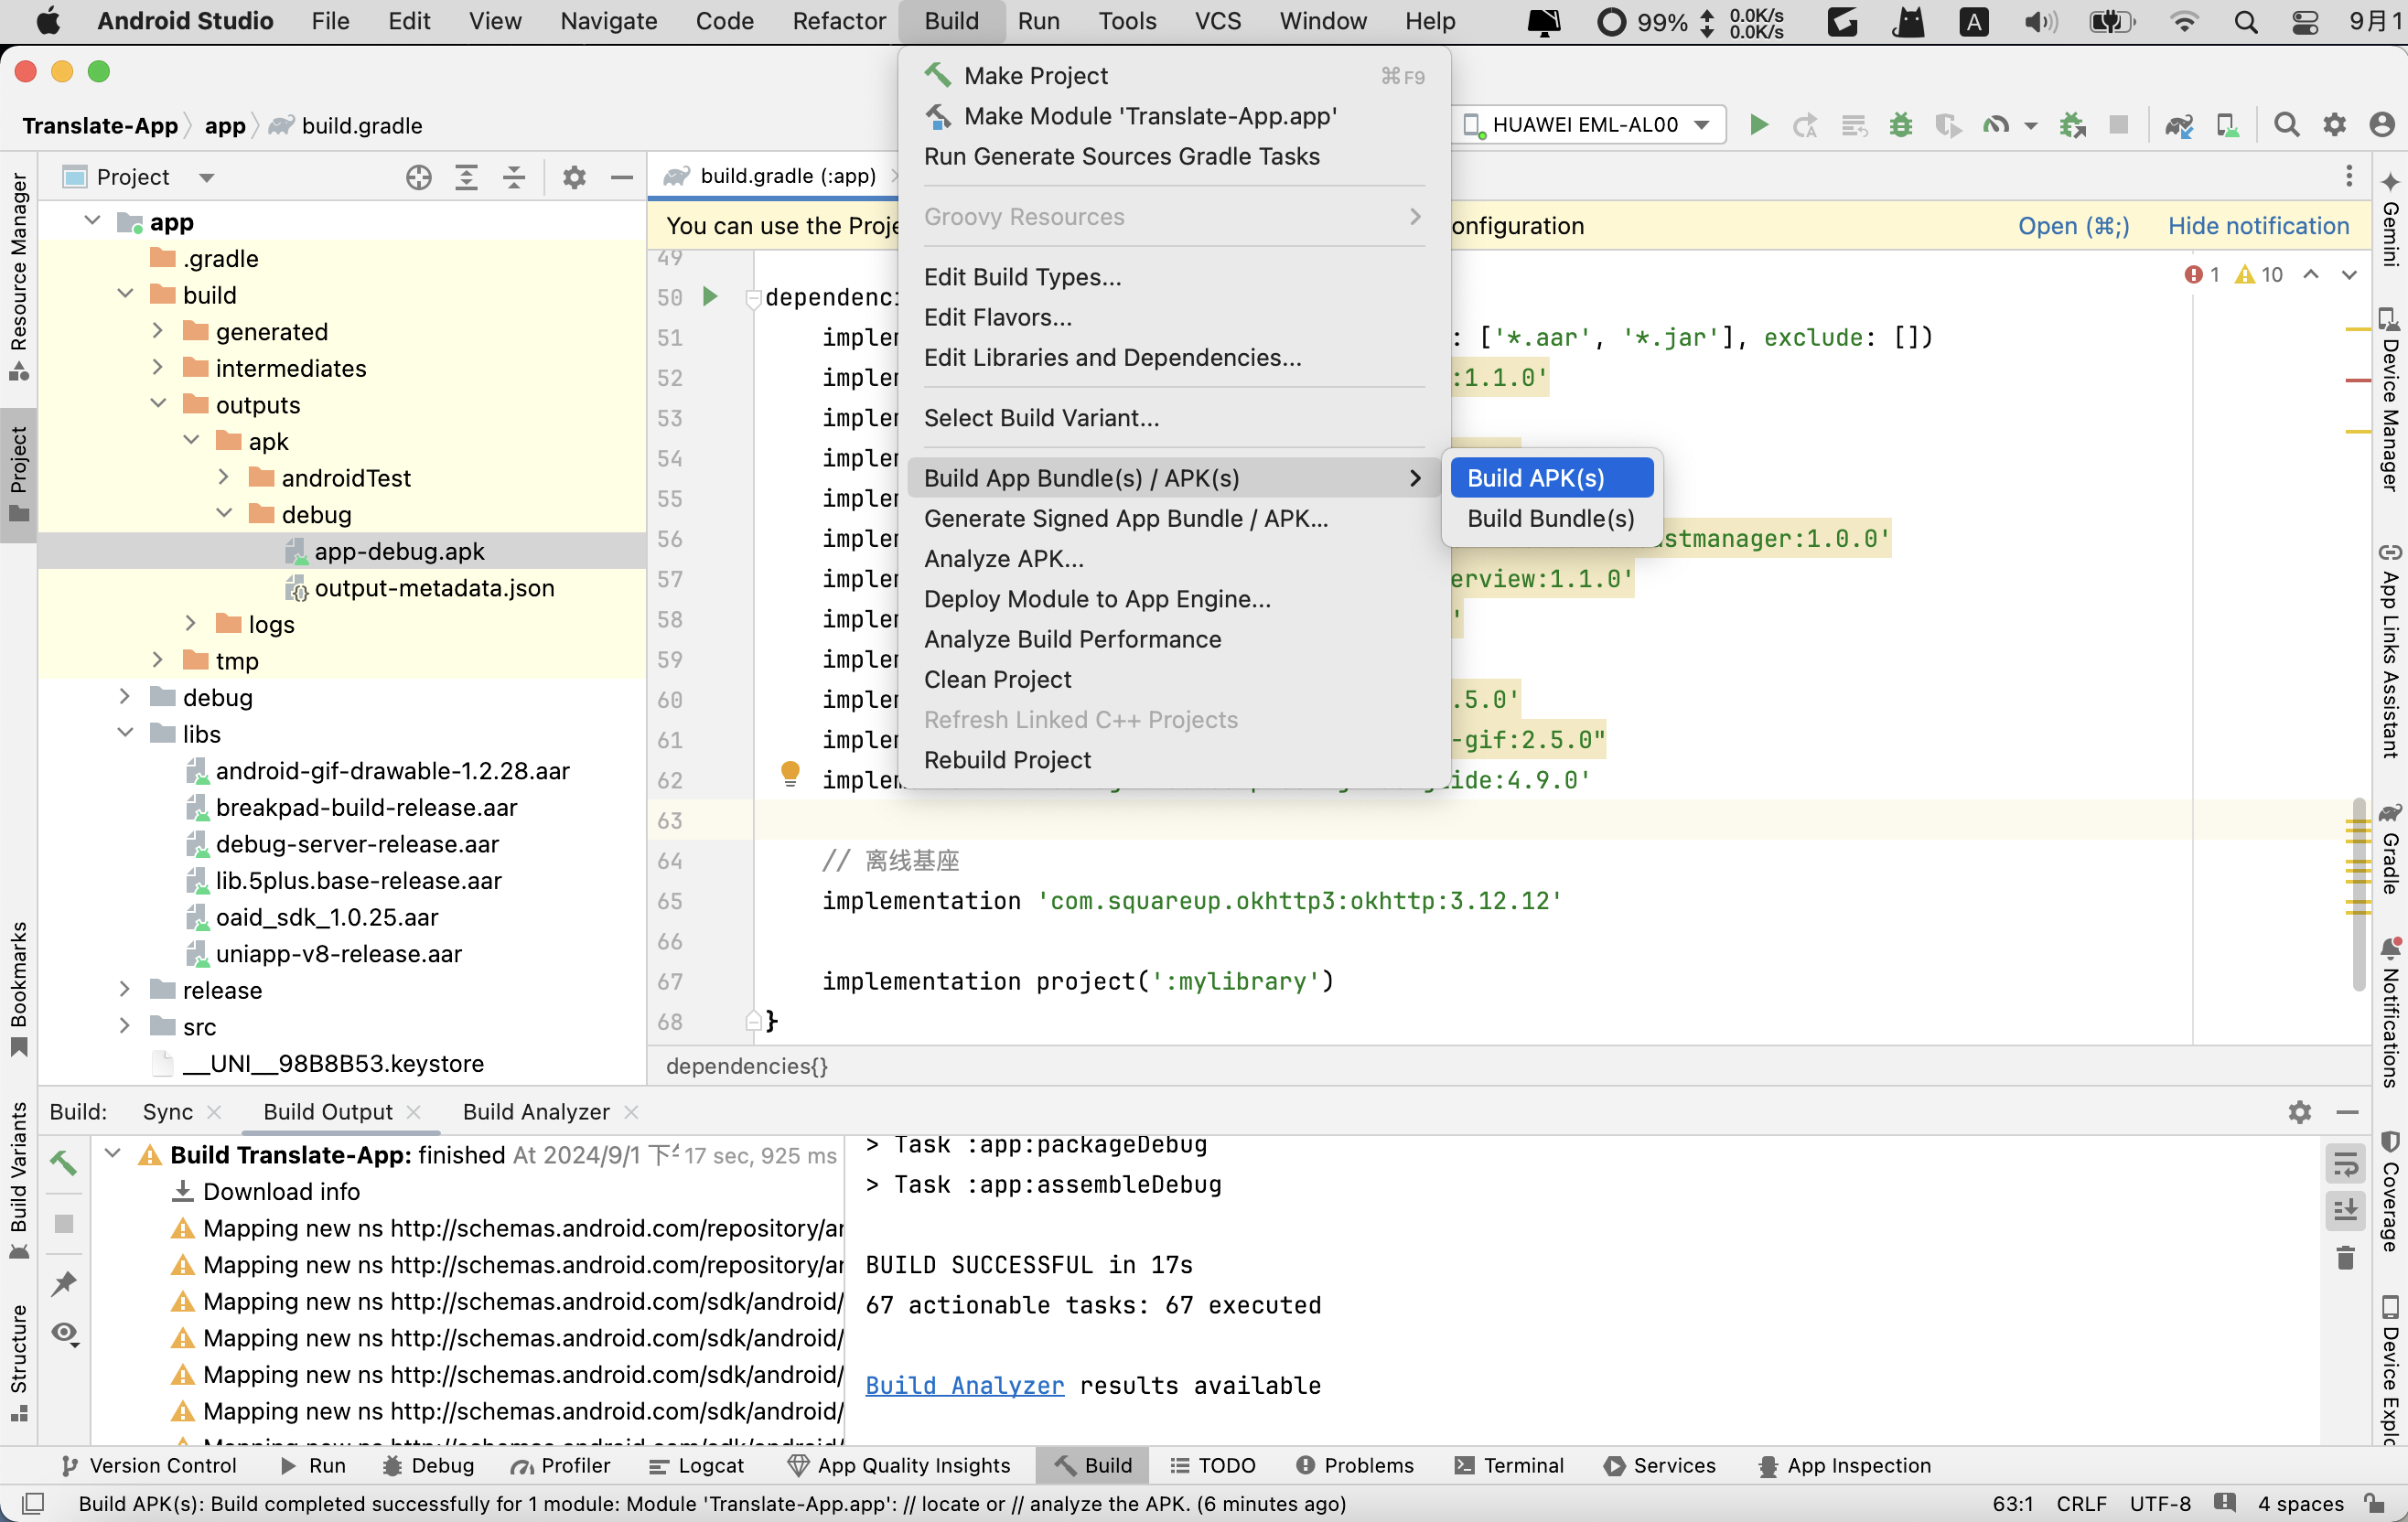 Android Studio File Edit View Navigate Code Refactor Build Run Tools VCS Window Help 99% 0.0K/s 0.0K/s A 9月1
Make Project ⌘F9
Make Module 'Translate-App.app'
Run Generate Sources Gradle Tasks
Groovy Resources
Edit Build Types...
Edit Flavors...
Edit Libraries and Dependencies...
Select Build Variant...
Build App Bundle(s) / APK(s)
Generate Signed App Bundle / APK...
Analyze APK...
Deploy Module to App Engine...
Analyze Build Performance
Clean Project
Refresh Linked C++ Projects
Rebuild Project
Build APK(s)
Build Bundle(s)
Translate-App app build.gradle
HUAWEI EML-AL00
Resource Manager
Project
Bookmarks
Build Variants
Structure
Project
app
.gradle
build
generated
intermediates
outputs
apk
androidTest
debug
app-debug.apk
output-metadata.json
logs
tmp
debug
libs
android-gif-drawable-1.2.28.aar
breakpad-build-release.aar
debug-server-release.aar
lib.5plus.base-release.aar
oaid_sdk_1.0.25.aar
uniapp-v8-release.aar
release
src
__UNI__98B8B53.keystore
build.gradle (:app)
You can use the Proje onfiguration Open (⌘;) Hide notification
1 10
49
50 dependenci
51 implem : ['*.aar', '*.jar'], exclude: [])
52 implem :1.1.0'
53 implem
54 implem
55 implem
56 implem stmanager:1.0.0'
57 implem erview:1.1.0'
58 implem '
59 implem
60 implem .5.0'
61 implem -gif:2.5.0"
62 implem ide:4.9.0'
63
64 // 离线基座
65 implementation 'com.squareup.okhttp3:okhttp:3.12.12'
66
67 implementation project(':mylibrary')
68 }
dependencies{}
Gemini
Device Manager
App Links Assistant
Gradle
Notifications
Coverage
Device Explo
Build: Sync Build Output Build Analyzer
Build Translate-App: finished At 2024/9/1 下 17 sec, 925 ms
Download info
Mapping new ns http://schemas.android.com/repository/ar
Mapping new ns http://schemas.android.com/repository/ar
Mapping new ns http://schemas.android.com/sdk/android/
Mapping new ns http://schemas.android.com/sdk/android/
Mapping new ns http://schemas.android.com/sdk/android/
Mapping new ns http://schemas.android.com/sdk/android/
> Task :app:packageDebug
> Task :app:assembleDebug
BUILD SUCCESSFUL in 17s
67 actionable tasks: 67 executed
Build Analyzer results available
Version Control Run Debug Profiler Logcat App Quality Insights Build TODO Problems Terminal Services App Inspection
Build APK(s): Build completed successfully for 1 module: Module 'Translate-App.app': // locate or // analyze the APK. (6 minutes ago) 63:1 CRLF UTF-8 4 spaces